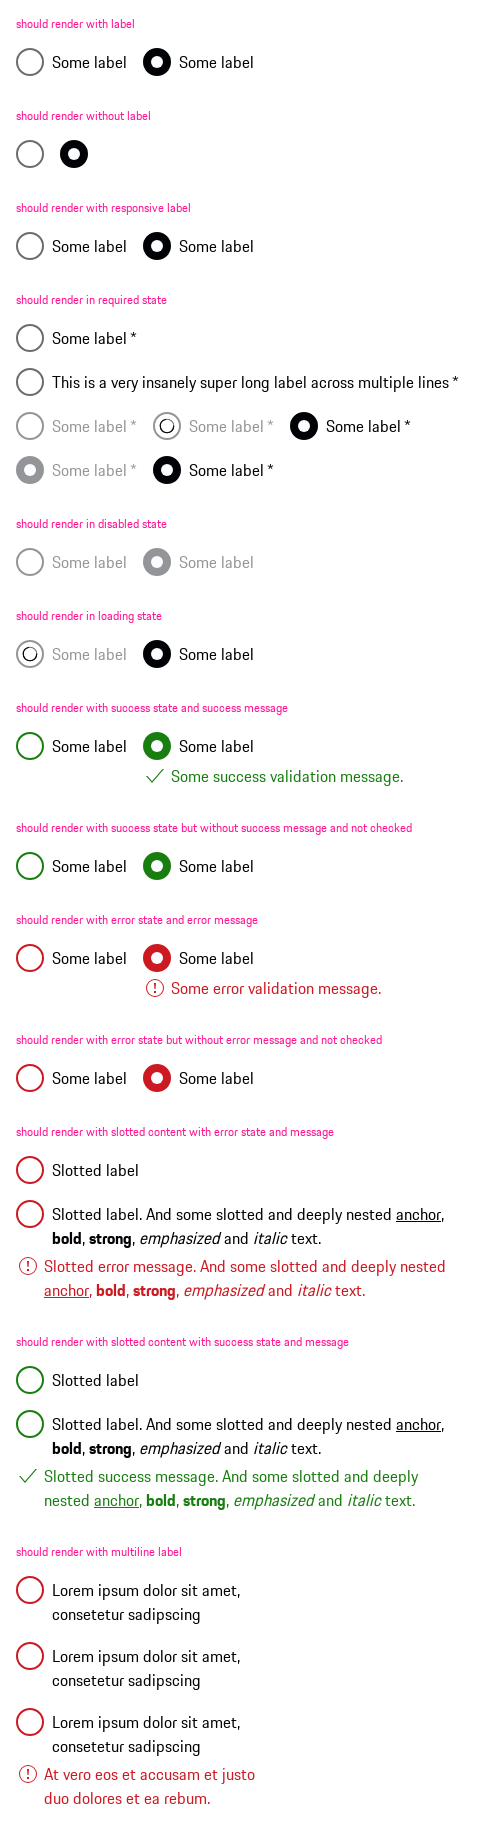 should render with label
Some label Some label
should render without label
should render with responsive label
Some label Some label
should render in required state
Some label *
This is a very insanely super long label across multiple lines *
Some label * Some label * Some label *
Some label * Some label *
should render in disabled state
Some label Some label
should render in loading state
Some label Some label
should render with success state and success message
Some label Some label
Some success validation message.
should render with success state but without success message and not checked
Some label Some label
should render with error state and error message
Some label Some label
Some error validation message.
should render with error state but without error message and not checked
Some label Some label
should render with slotted content with error state and message
Slotted label
Slotted label. And some slotted and deeply nested anchor,
bold, strong, emphasized and italic text.
Slotted error message. And some slotted and deeply nested
anchor, bold, strong, emphasized and italic text.
should render with slotted content with success state and message
Slotted label
Slotted label. And some slotted and deeply nested anchor,
bold, strong, emphasized and italic text.
Slotted success message. And some slotted and deeply
nested anchor, bold, strong, emphasized and italic text.
should render with multiline label
Lorem ipsum dolor sit amet,
consetetur sadipscing
Lorem ipsum dolor sit amet,
consetetur sadipscing
Lorem ipsum dolor sit amet,
consetetur sadipscing
At vero eos et accusam et justo
duo dolores et ea rebum.